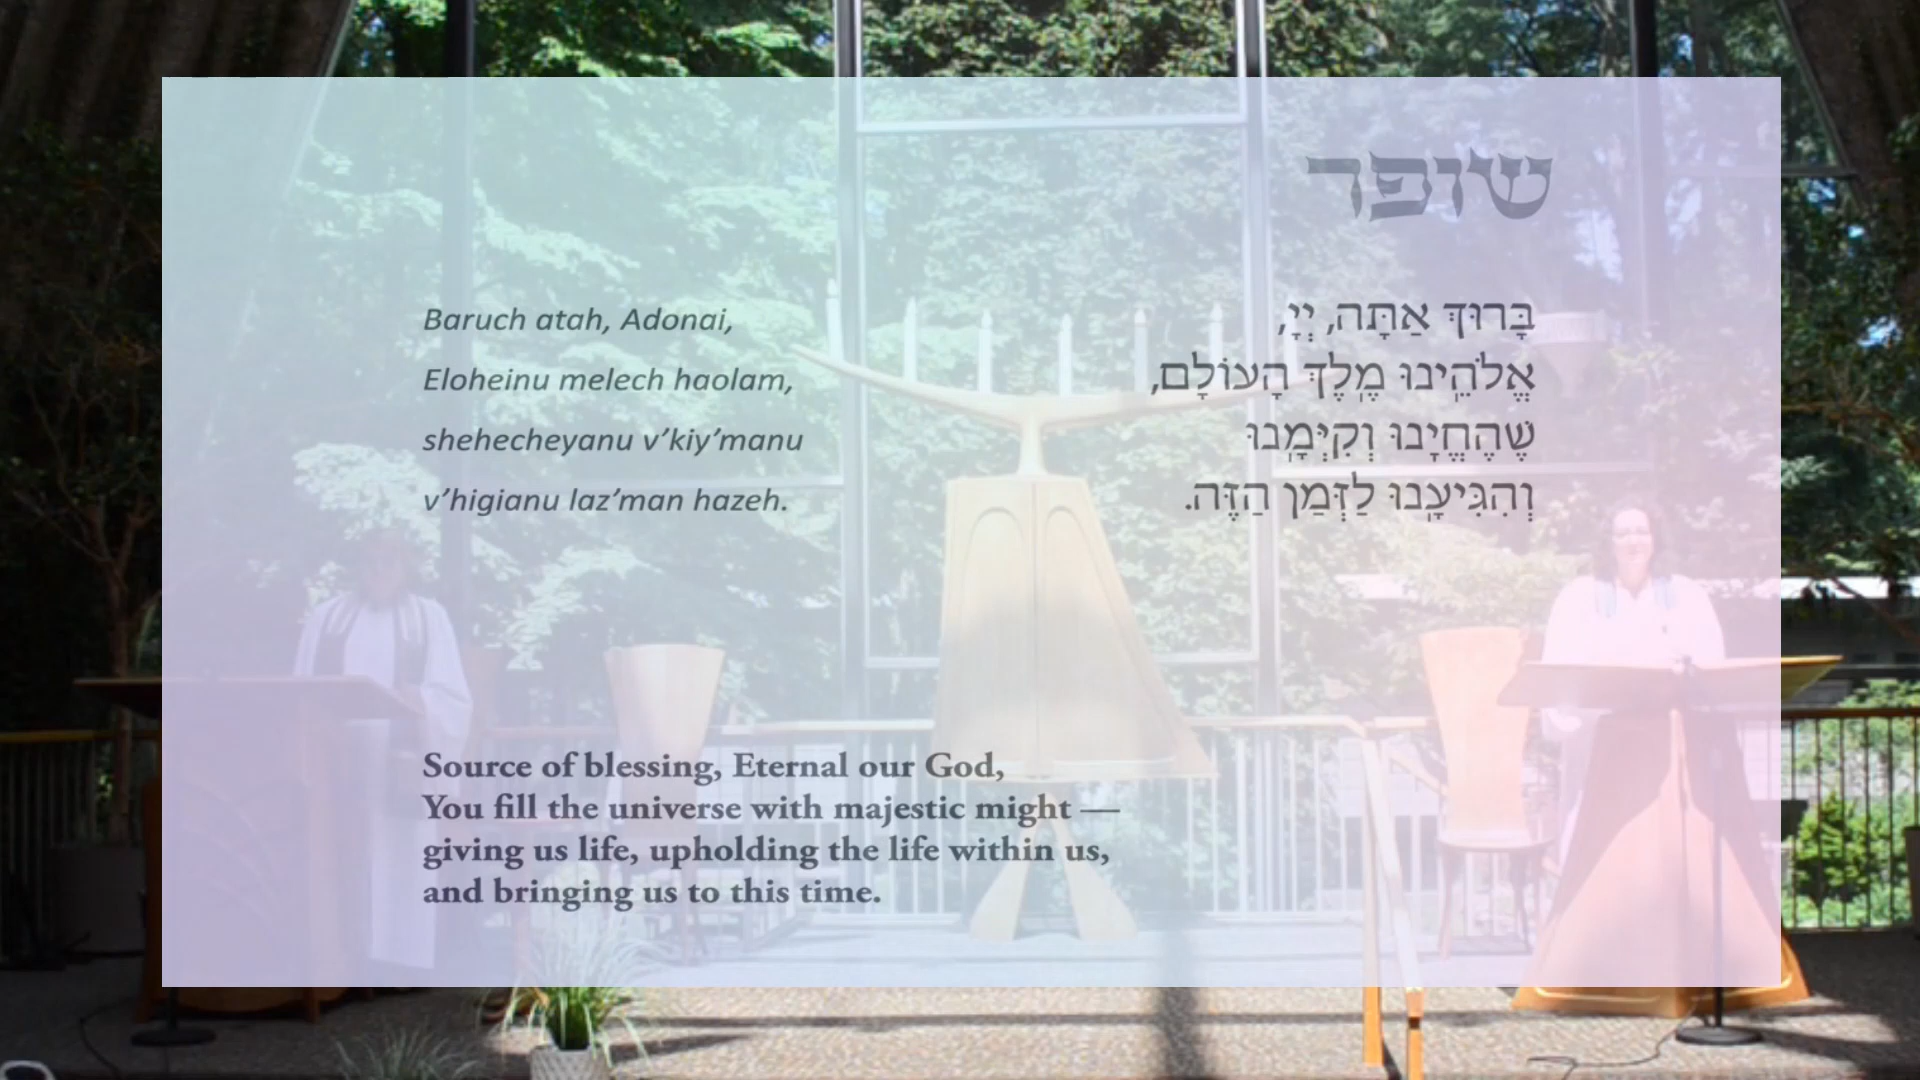 שופר
בָּרוּךְ אַתָּה, יְיָ,
אֱלֹהֵֽינוּ מֶֽלֶךְ הָעוֹלָם,
שֶׁהֶחֱיָֽנוּ וְקִיְּמָֽנוּ
וְהִגִּיעָֽנוּ לַזְּמַן הַזֶּה.
Baruch atah, Adonai,
Eloheinu melech haolam,
shehecheyanu v’kiy’manu
v’higianu laz’man hazeh.
Source of blessing, Eternal our God,
You fill the universe with majestic might —
giving us life, upholding the life within us,
and bringing us to this time.